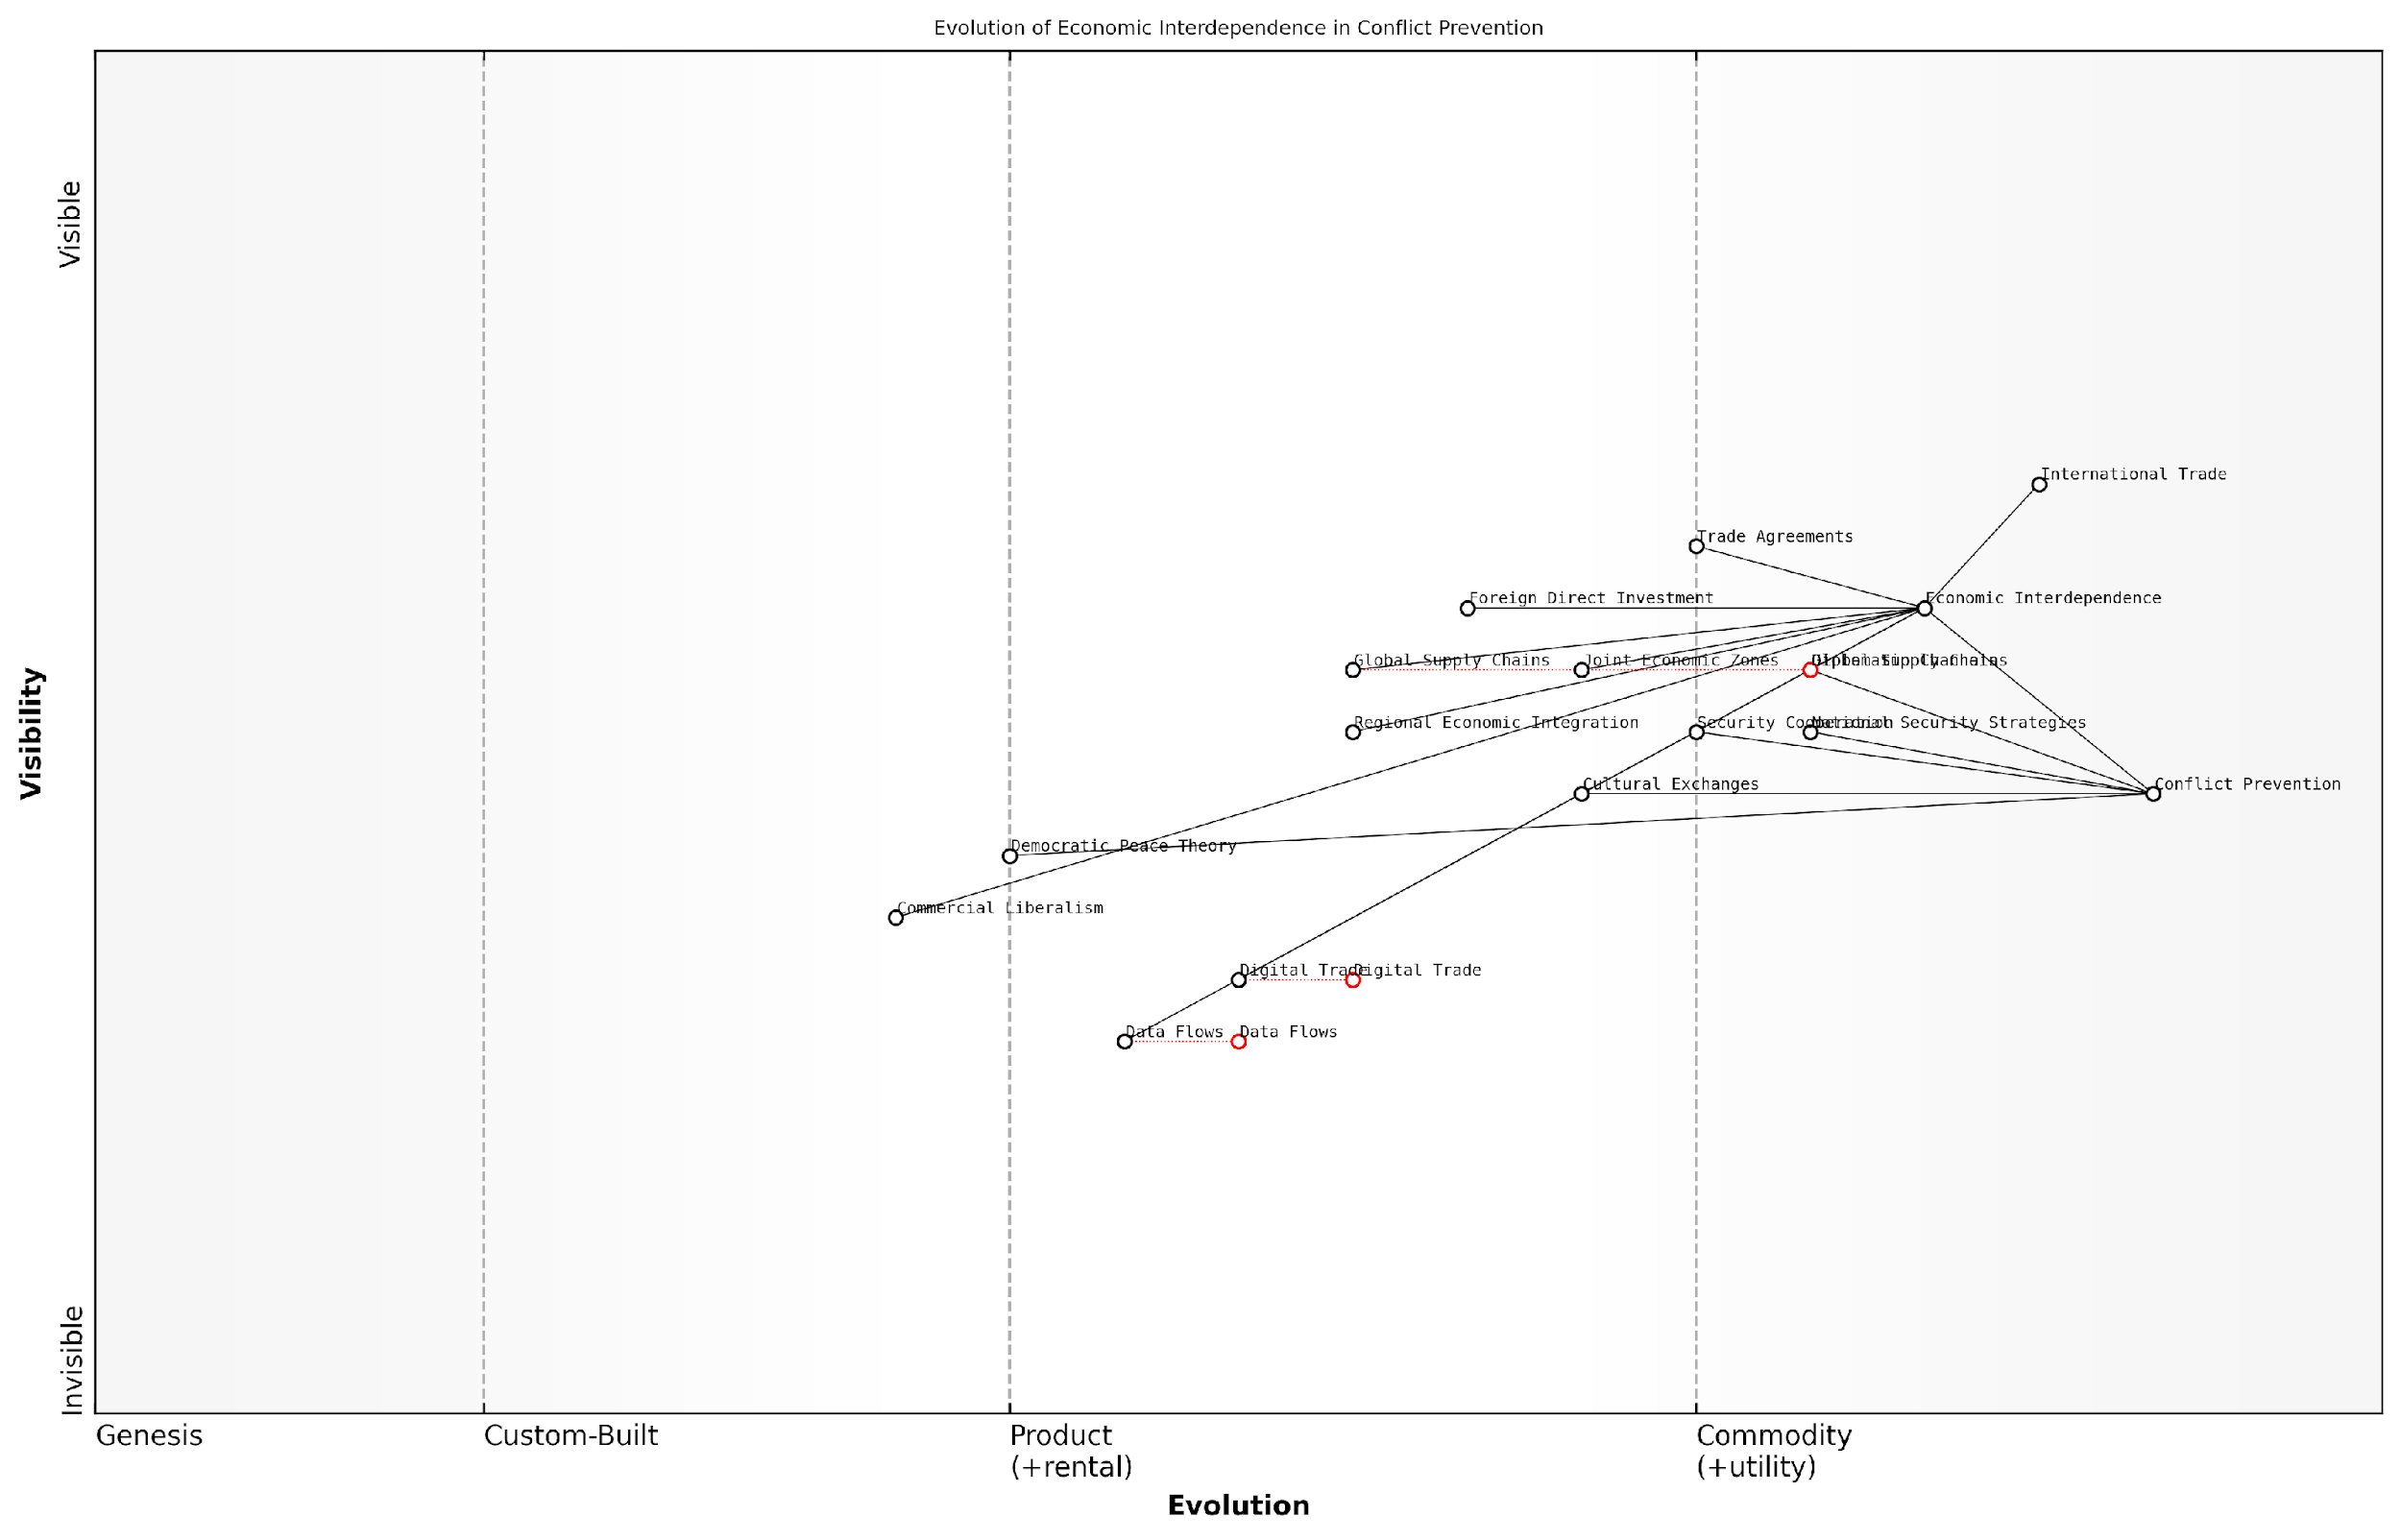 Evolution of Economic Interdependence in Conflict Prevention
Visible
International Trade
Trade Agreements
Foreign Direct Investment
Economic Interdependence
Global Supply Chains
Joint Economic Zones
Global Supply Chains
Regional Economic Integration
Security Cooperation
National Security Strategies
Visibility
Cultural Exchanges
Conflict Prevention
Democratic Peace Theory
Commercial Liberalism
Digital Trade
Digital Trade
Data Flows
Data Flows
Invisible
Genesis
Custom-Built
Product
(+rental)
Commodity
(+utility)
Evolution